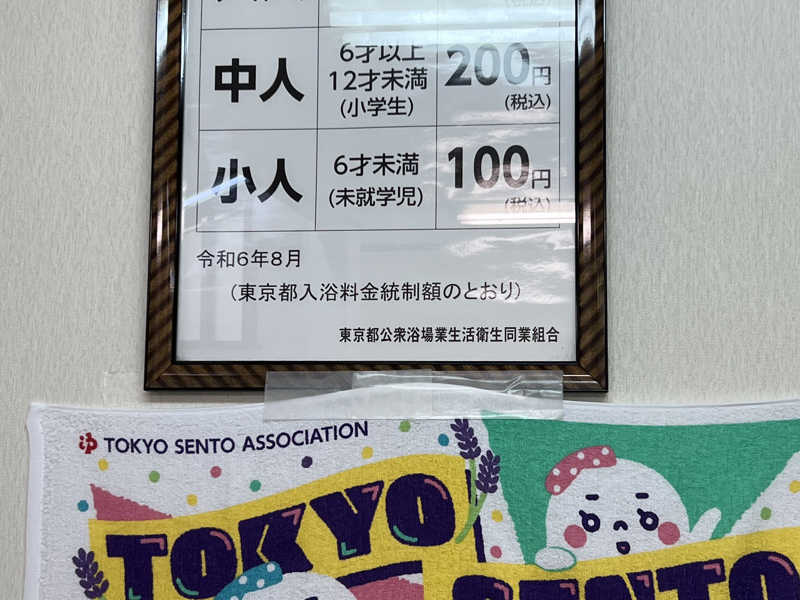 中人
6才以上
12才未満
(小学生)
200円
(税込)
小人
6才未満
(未就学児)
100円
(税込)
令和6年8月
(東京都入浴料金統制額のとおり)
東京都公衆浴場業生活衛生同業組合
TOKYO SENTO ASSOCIATION
TOKYO
SENTO